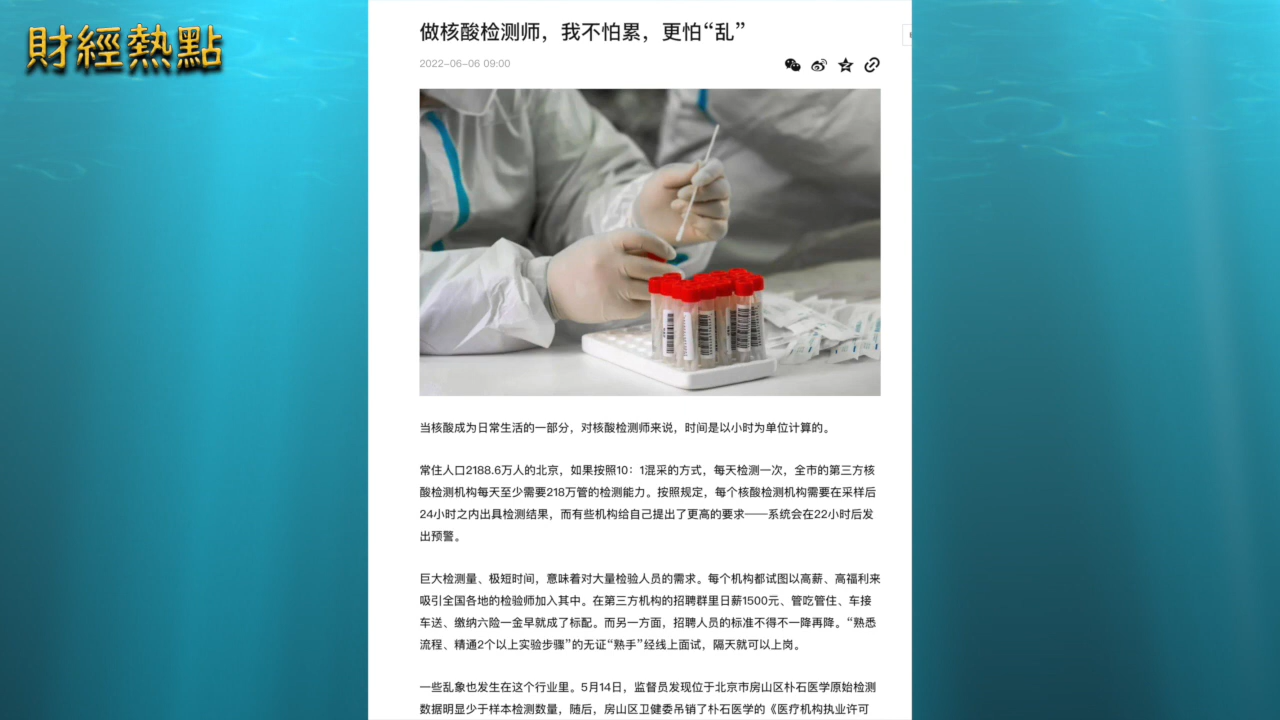 財經熱點
做核酸检测师，我不怕累，更怕“乱”
2022-06-06 09:00
当核酸成为日常生活的一部分，对核酸检测师来说，时间是以小时为单位计算的。
常住人口2188.6万人的北京，如果按照10：1混采的方式，每天检测一次，全市的第三方核
酸检测机构每天至少需要218万管的检测能力。按照规定，每个核酸检测机构需要在采样后
24小时之内出具检测结果，而有些机构给自己提出了更高的要求——系统会在22小时后发
出预警。
巨大检测量、极短时间，意味着对大量检验人员的需求。每个机构都试图以高薪、高福利来
吸引全国各地的检验师加入其中。在第三方机构的招聘群里日薪1500元、管吃管住、车接
车送、缴纳六险一金早就成了标配。而另一方面，招聘人员的标准不得不一降再降。“熟悉
流程、精通2个以上实验步骤”的无证“熟手”经线上面试，隔天就可以上岗。
一些乱象也发生在这个行业里。5月14日，监督员发现位于北京市房山区朴石医学原始检测
数据明显少于样本检测数量，随后，房山区卫健委吊销了朴石医学的《医疗机构执业许可